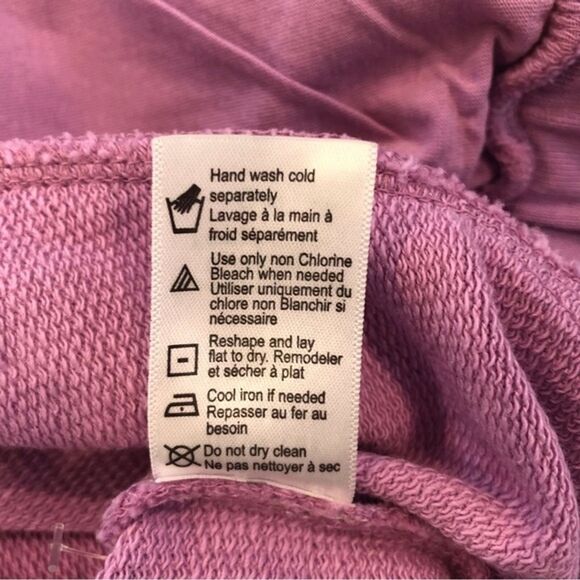 Hand wash cold
separately
Lavage à la main à
froid séparément
Use only non Chlorine
Bleach when needed
Utiliser uniquement du
chlore non Blanchir si
nécessaire
Reshape and lay
flat to dry. Remodeler
et sécher à plat
Cool iron if needed
Repasser au fer au
besoin
Do not dry clean
Ne pas nettoyer à sec